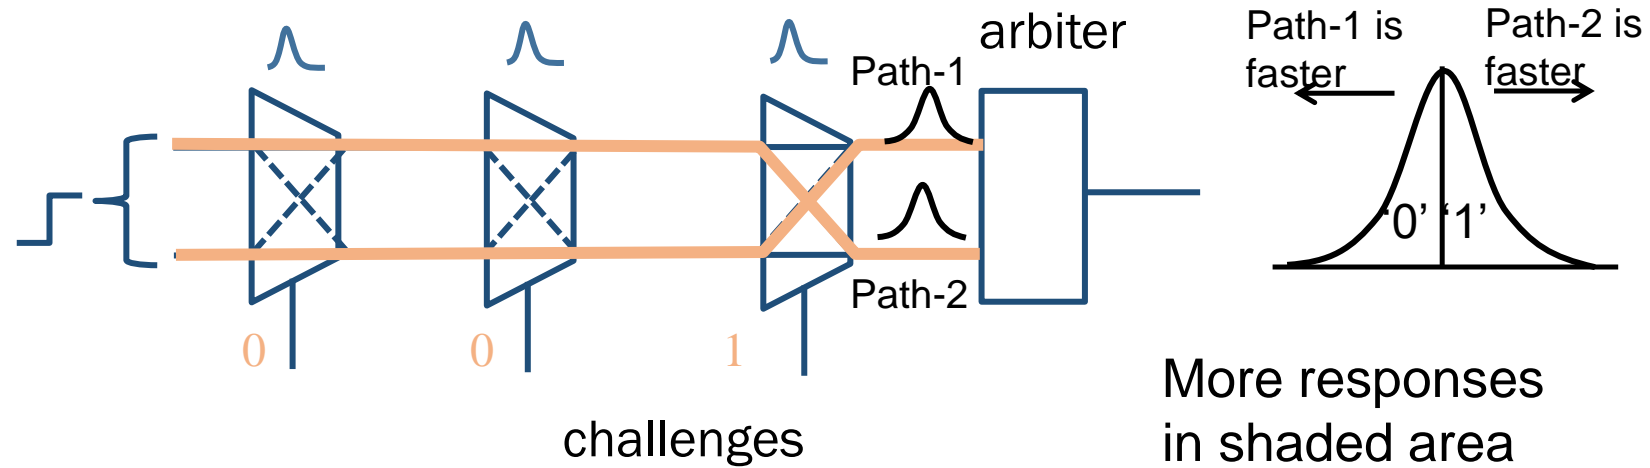 arbiter
Path-1 is
faster
Path-2 is
faster
Path-1
'0' '1'
Path-2
0 0 1
More responses
in shaded area
challenges